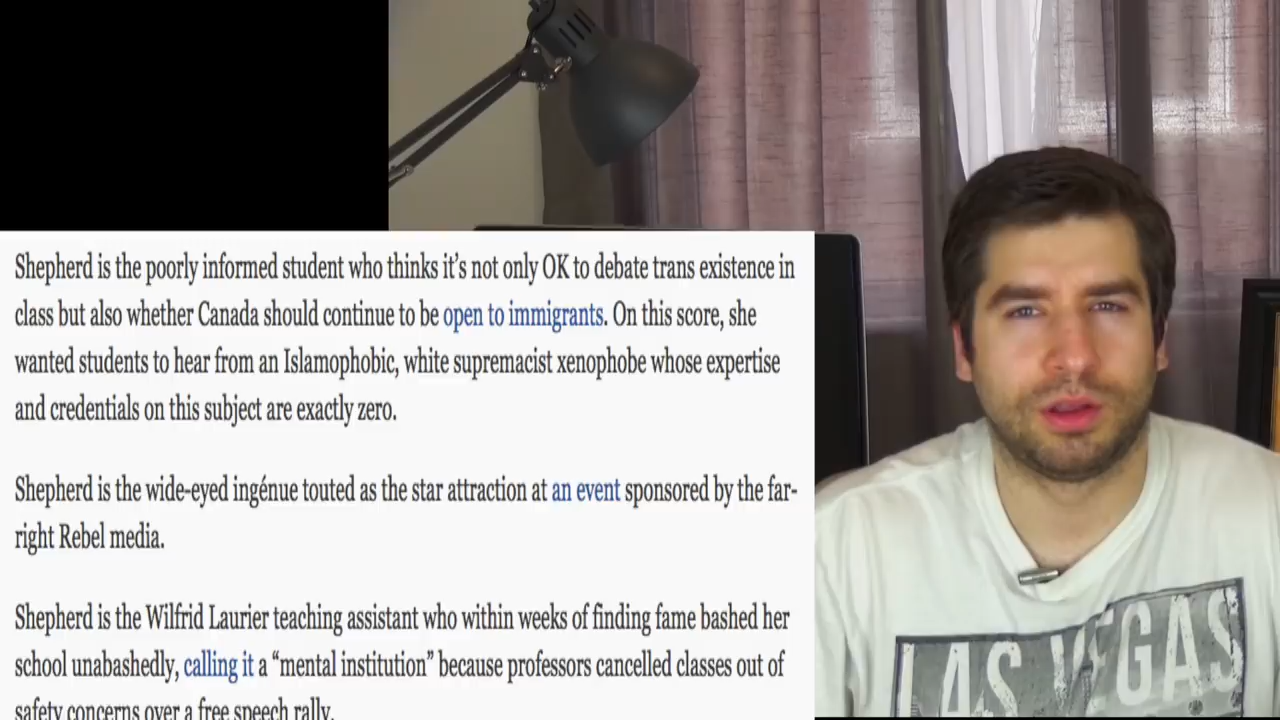 Shepherd is the poorly informed student who thinks it's not only OK to debate trans existence in
class but also whether Canada should continue to be open to immigrants. On this score, she
wanted students to hear from an Islamophobic, white supremacist xenophobe whose expertise
and credentials on this subject are exactly zero.
Shepherd is the wide-eyed ingénue touted as the star attraction at an event sponsored by the far-
right Rebel media.
Shepherd is the Wilfrid Laurier teaching assistant who within weeks of finding fame bashed her
school unabashedly, calling it a “mental institution” because professors cancelled classes out of
safety concerns over a free speech rally.
LAS VEGAS